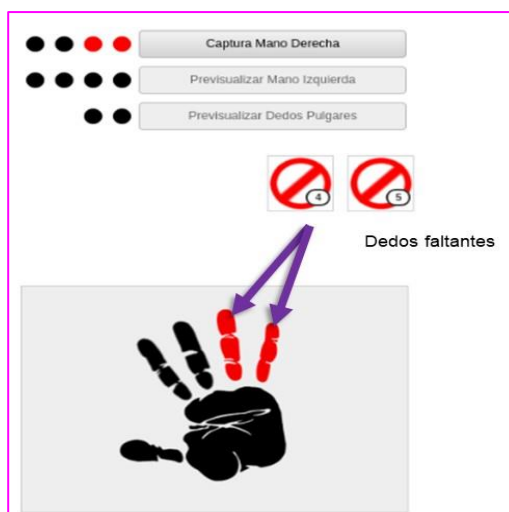 Captura Mano Derecha
Previsualizar Mano Izquierda
Previsualizar Dedos Pulgares
4 5
Dedos faltantes